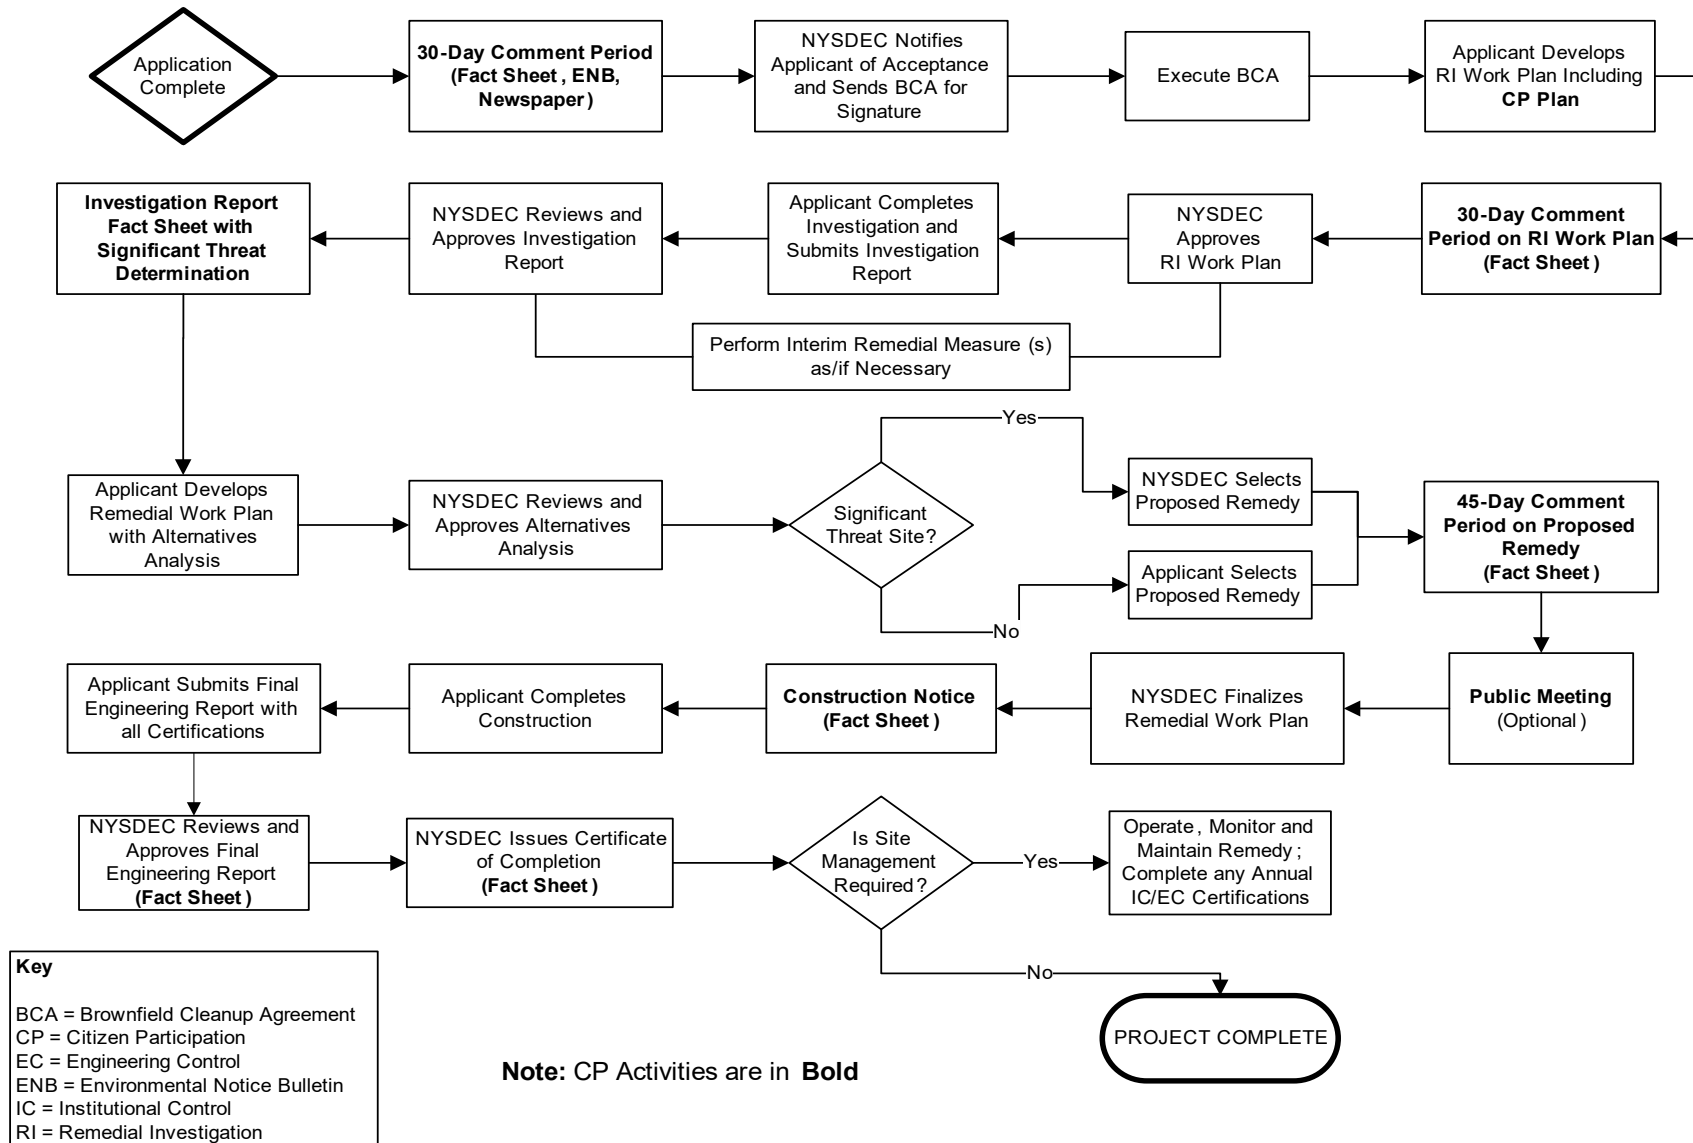 Application
Complete
30-Day Comment Period
(Fact Sheet, ENB,
Newspaper)
NYSDEC Notifies
Applicant of Acceptance
and Sends BCA for
Signature
Execute BCA
Applicant Develops
RI Work Plan Including
CP Plan
30-Day Comment
Period on RI Work Plan
(Fact Sheet)
NYSDEC
Approves
RI Work Plan
Applicant Completes
Investigation and
Submits Investigation
Report
NYSDEC Reviews and
Approves Investigation
Report
Investigation Report
Fact Sheet with
Significant Threat
Determination
Perform Interim Remedial Measure (s)
as/if Necessary
Applicant Develops
Remedial Work Plan
with Alternatives
Analysis
NYSDEC Reviews and
Approves Alternatives
Analysis
Significant
Threat Site?
Yes
No
NYSDEC Selects
Proposed Remedy
Applicant Selects
Proposed Remedy
45-Day Comment
Period on Proposed
Remedy
(Fact Sheet)
Public Meeting
(Optional)
NYSDEC Finalizes
Remedial Work Plan
Construction Notice
(Fact Sheet)
Applicant Completes
Construction
Applicant Submits Final
Engineering Report with
all Certifications
NYSDEC Reviews and
Approves Final
Engineering Report
(Fact Sheet)
NYSDEC Issues Certificate
of Completion
(Fact Sheet)
Is Site
Management
Required?
Yes
Operate, Monitor and
Maintain Remedy;
Complete any Annual
IC/EC Certifications
No
PROJECT COMPLETE
Key
BCA = Brownfield Cleanup Agreement
CP = Citizen Participation
EC = Engineering Control
ENB = Environmental Notice Bulletin
IC = Institutional Control
RI = Remedial Investigation
Note: CP Activities are in Bold